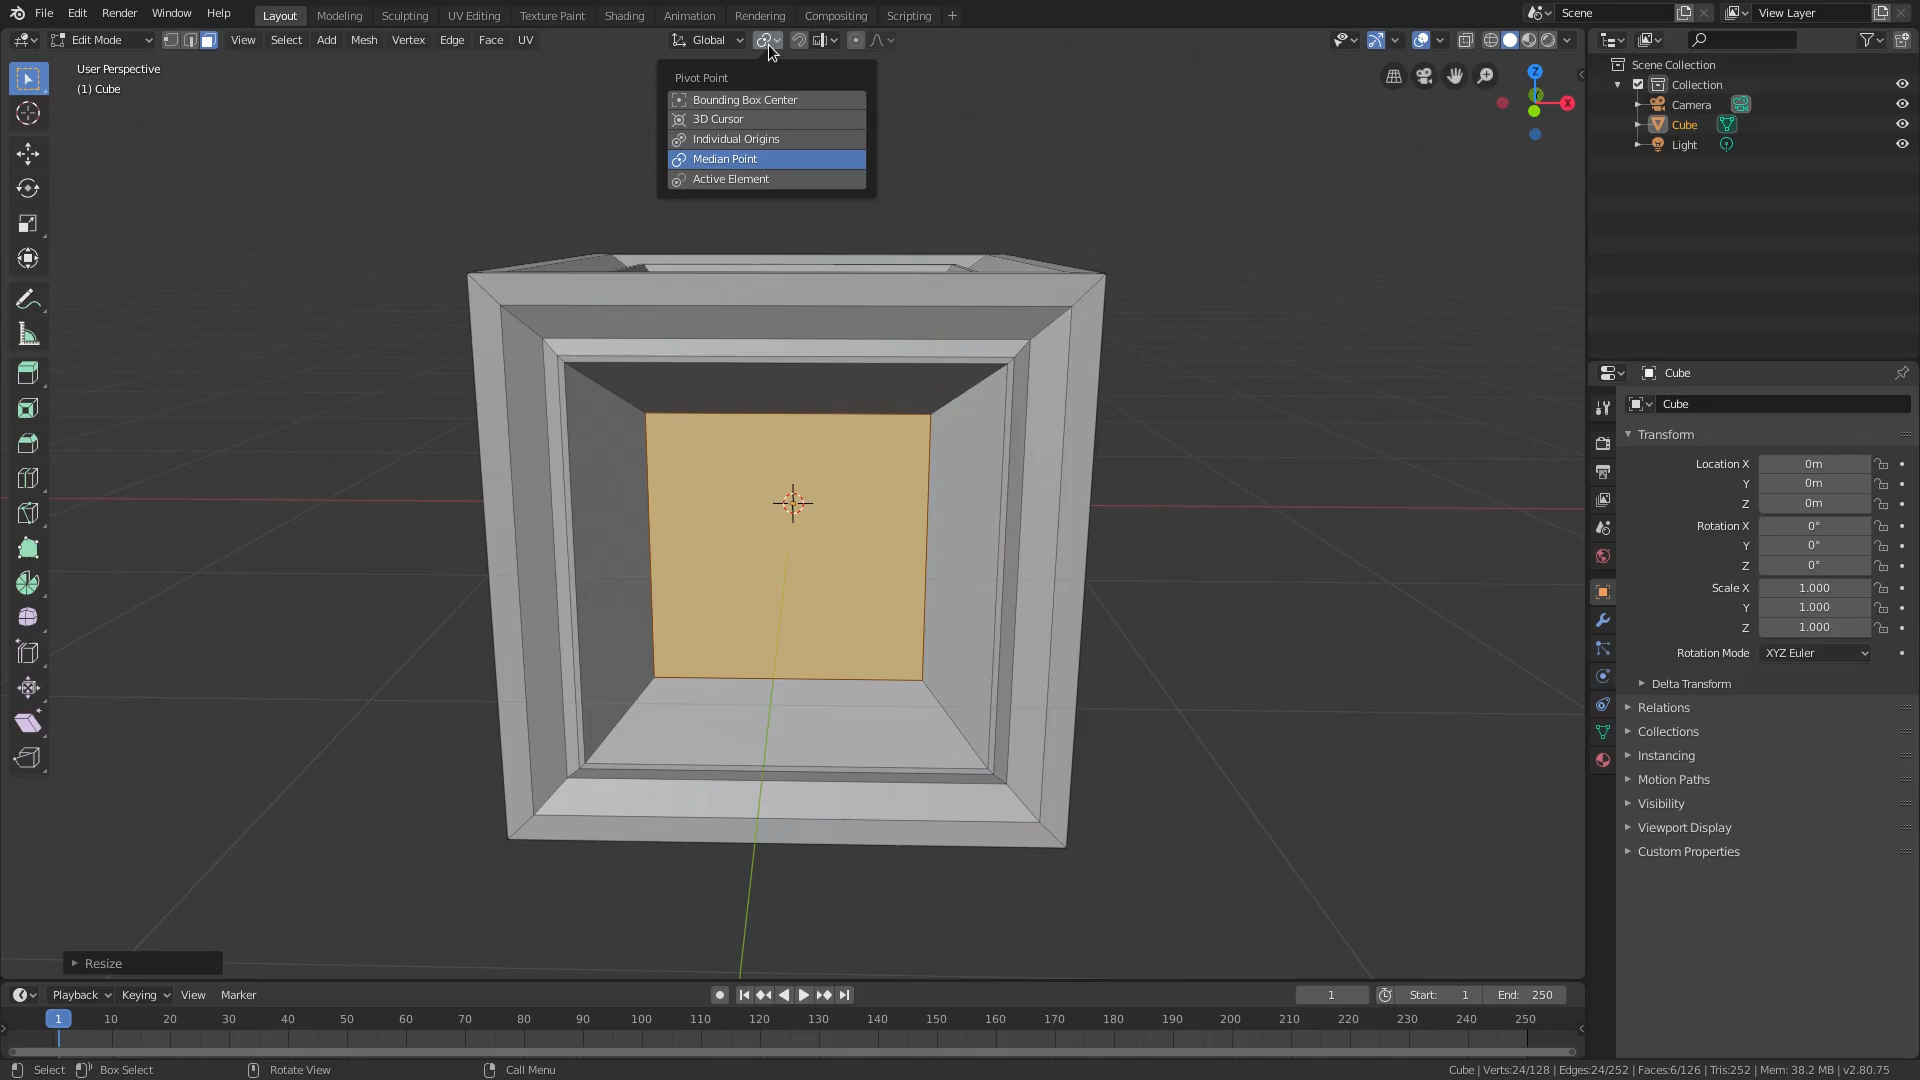 File Edit Render Window Help Layout Modeling Sculpting UV Editing Texture Paint Shading Animation Rendering Compositing Scripting + Scene View Layer
Edit Mode View Select Add Mesh Vertex Edge Face UV Global
User Perspective
(1) Cube
Pivot Point
Bounding Box Center
3D Cursor
Individual Origins
Median Point
Active Element
Z
Y
X
Resize
Scene Collection
Collection
Camera
Cube
Light
Cube
Cube
Transform
Location X 0m
Y 0m
Z 0m
Rotation X 0°
Y 0°
Z 0°
Scale X 1.000
Y 1.000
Z 1.000
Rotation Mode XYZ Euler
Delta Transform
Relations
Collections
Instancing
Motion Paths
Visibility
Viewport Display
Custom Properties
Playback Keying View Marker 1 Start: 1 End: 250
1 10 20 30 40 50 60 70 80 90 100 110 120 130 140 150 160 170 180 190 200 210 220 230 240 250
Select Box Select Rotate View Call Menu Cube | Verts:24/128 | Edges:24/252 | Faces:6/126 | Tris:252 | Mem: 38.2 MB | v2.80.75